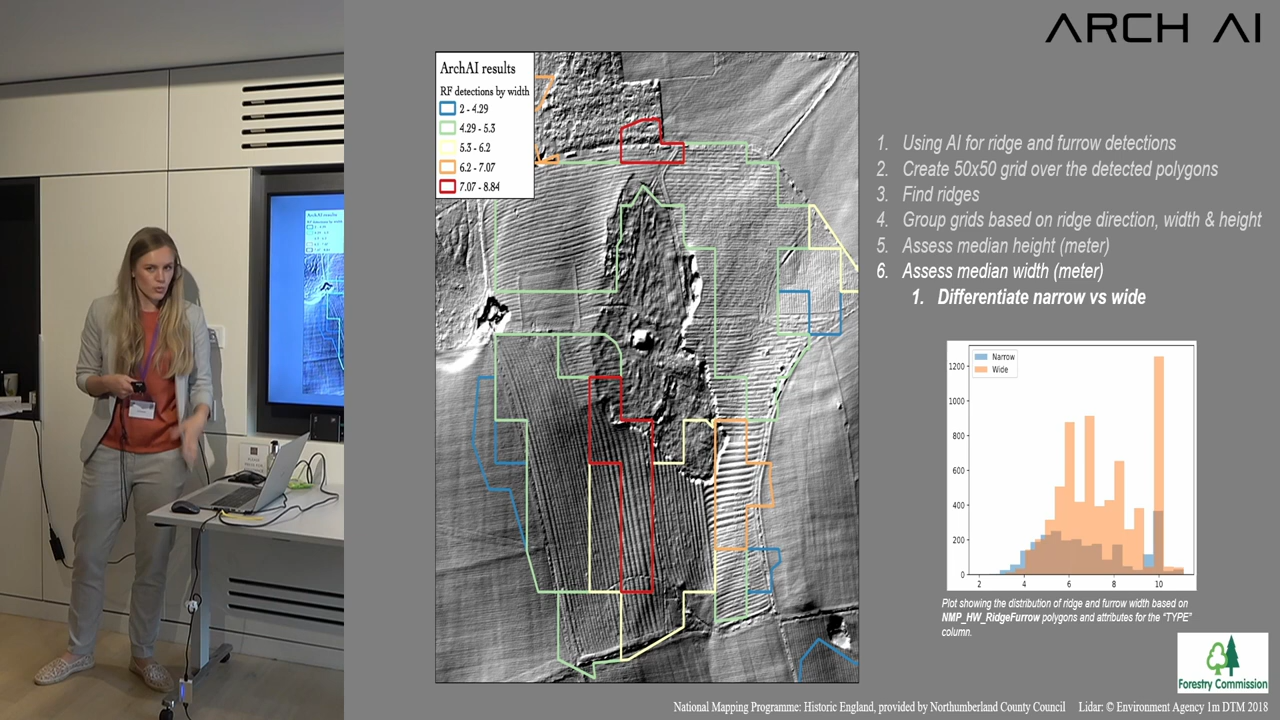 ARCH AI
ArchAI results
RF detections by width
2 - 4.29
4.29 - 5.3
5.3 - 6.2
6.2 - 7.07
7.07 - 8.84
1. Using AI for ridge and furrow detections
2. Create 50x50 grid over the detected polygons
3. Find ridges
4. Group grids based on ridge direction, width & height
5. Assess median height (meter)
6. Assess median width (meter)
1. Differentiate narrow vs wide
Narrow
Wide
1200
1000
800
600
400
200
0
2 4 6 8 10
Plot showing the distribution of ridge and furrow width based on
NMP_HW_RidgeFurrow polygons and attributes for the "TYPE"
column.
Forestry Commission
National Mapping Programme: Historic England, provided by Northumberland County Council Lidar: © Environment Agency 1m DTM 2018